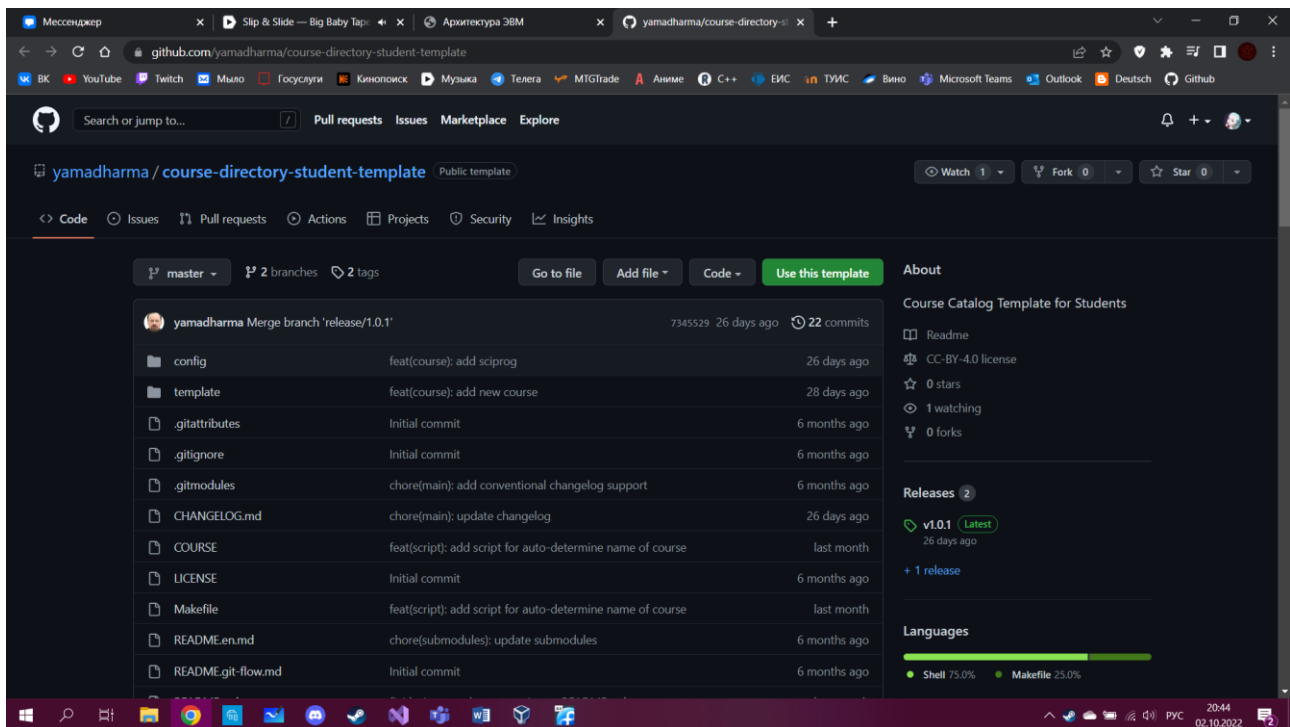 Мессенджер
Slip & Slide — Big Baby Tape
Архитектура ЭВМ
yamadharma/course-directory-st
github.com/yamadharma/course-directory-student-template
ВК YouTube Twitch Мыло Госуслуги Кинопоиск Музыка Телега MTGTrade Аниме C++ ЕИС ТУИС Вино Microsoft Teams Outlook Deutsch Github
Search or jump to... / Pull requests Issues Marketplace Explore
yamadharma / course-directory-student-template Public template
Watch 1 Fork 0 Star 0
Code Issues Pull requests Actions Projects Security Insights
master 2 branches 2 tags Go to file Add file Code Use this template
yamadharma Merge branch 'release/1.0.1' 7345529 26 days ago 22 commits
config feat(course): add sciprog 26 days ago
template feat(course): add new course 28 days ago
.gitattributes Initial commit 6 months ago
.gitignore Initial commit 6 months ago
.gitmodules chore(main): add conventional changelog support 6 months ago
CHANGELOG.md chore(main): update changelog 26 days ago
COURSE feat(script): add script for auto-determine name of course last month
LICENSE Initial commit 6 months ago
Makefile feat(script): add script for auto-determine name of course last month
README.en.md chore(submodules): update submodules 6 months ago
README.git-flow.md Initial commit 6 months ago
About
Course Catalog Template for Students
Readme
CC-BY-4.0 license
0 stars
1 watching
0 forks
Releases 2
v1.0.1 Latest
26 days ago
+ 1 release
Languages
Shell 75.0% Makefile 25.0%
РУС
20:44
02.10.2022
2